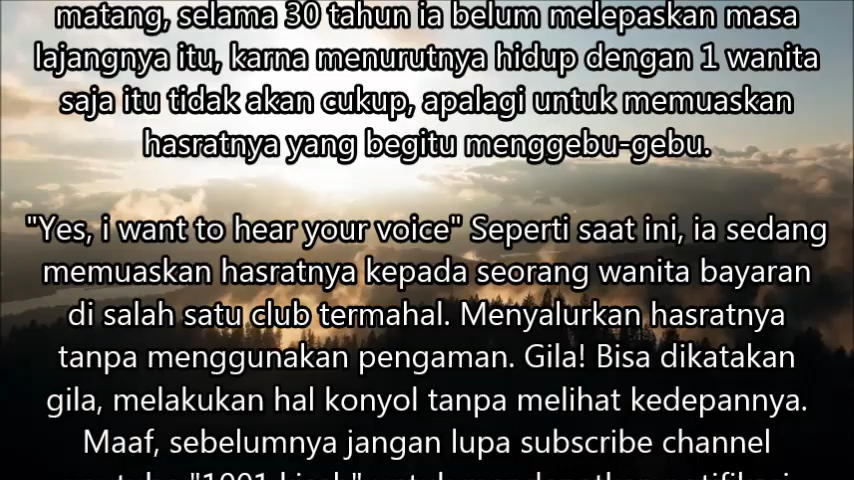 matang, selama 30 tahun ia belum melepaskan masa
lajangnya itu, karna menurutnya hidup dengan 1 wanita
saja itu tidak akan cukup, apalagi untuk memuaskan
hasratnya yang begitu menggebu-gebu.
"Yes, i want to hear your voice" Seperti saat ini, ia sedang
memuaskan hasratnya kepada seorang wanita bayaran
di salah satu club termahal. Menyalurkan hasratnya
tanpa menggunakan pengaman. Gila! Bisa dikatakan
gila, melakukan hal konyol tanpa melihat kedepannya.
Maaf, sebelumnya jangan lupa subscribe channel
"1001